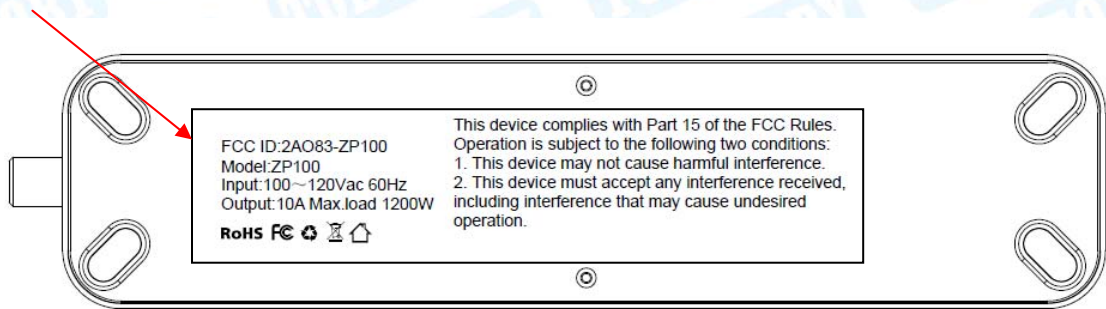 FCC ID:2AO83-ZP100
Model:ZP100
Input:100～120Vac 60Hz
Output:10A Max.load 1200W
RoHS FC
This device complies with Part 15 of the FCC Rules.
Operation is subject to the following two conditions:
1. This device may not cause harmful interference.
2. This device must accept any interference received,
including interference that may cause undesired
operation.